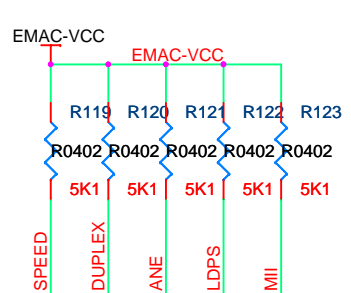 EMAC-VCC
EMAC-VCC
R119 R120 R121 R122 R123
R0402 R0402 R0402 R0402 R0402
5K1 5K1 5K1 5K1 5K1
SPEED DUPLEX ANE LDPS MII